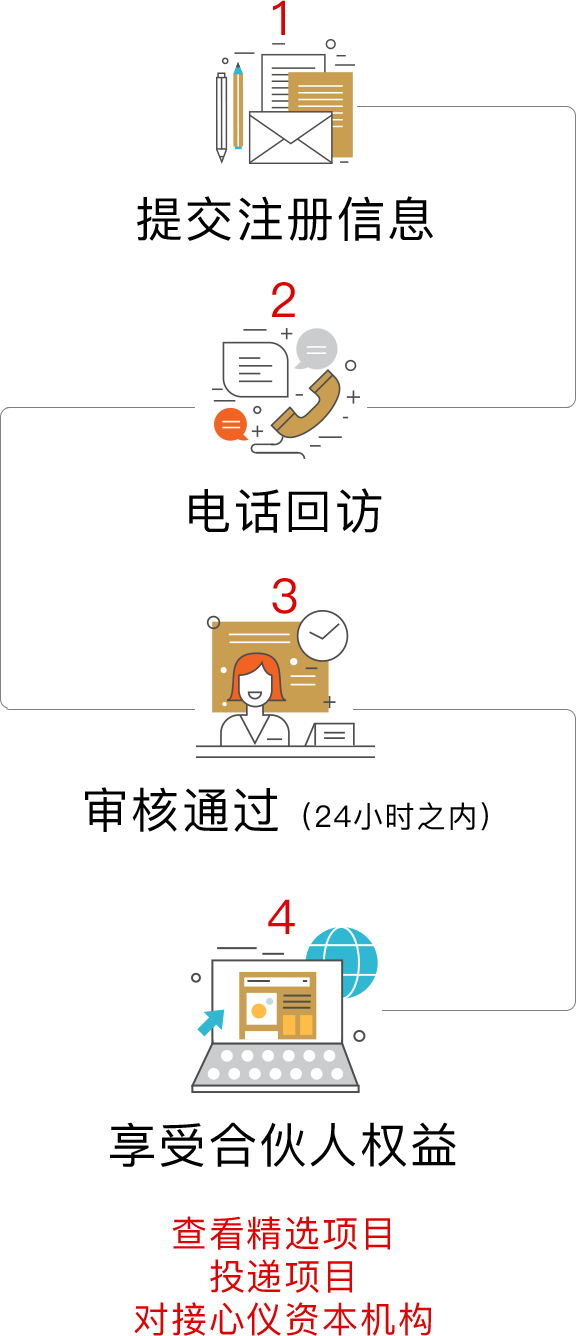 1
提交注册信息
2
电话回访
3
审核通过（24小时之内）
4
享受合伙人权益
查看精选项目
投递项目
对接心仪资本机构